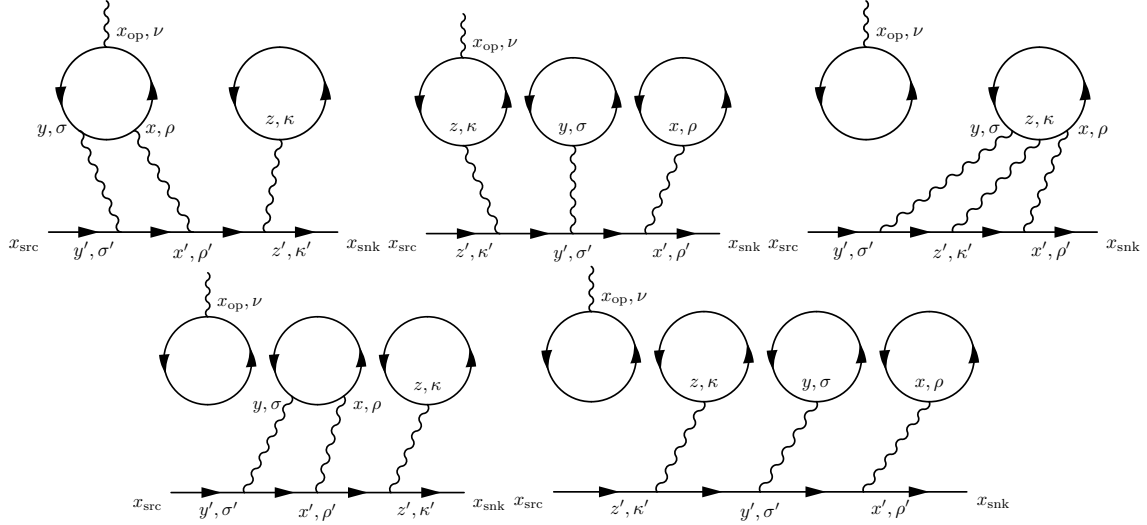 x_op, ν
y, σ x, ρ z, κ
x_src y′, σ′ x′, ρ′ z′, κ′ x_snk
x_op, ν
z, κ y, σ x, ρ
x_src z′, κ′ y′, σ′ x′, ρ′ x_snk
x_op, ν
y, σ z, κ x, ρ
x_src y′, σ′ z′, κ′ x′, ρ′ x_snk
x_op, ν
z, κ
y, σ x, ρ
x_src y′, σ′ x′, ρ′ z′, κ′ x_snk
x_op, ν
z, κ y, σ x, ρ
x_src z′, κ′ y′, σ′ x′, ρ′ x_snk